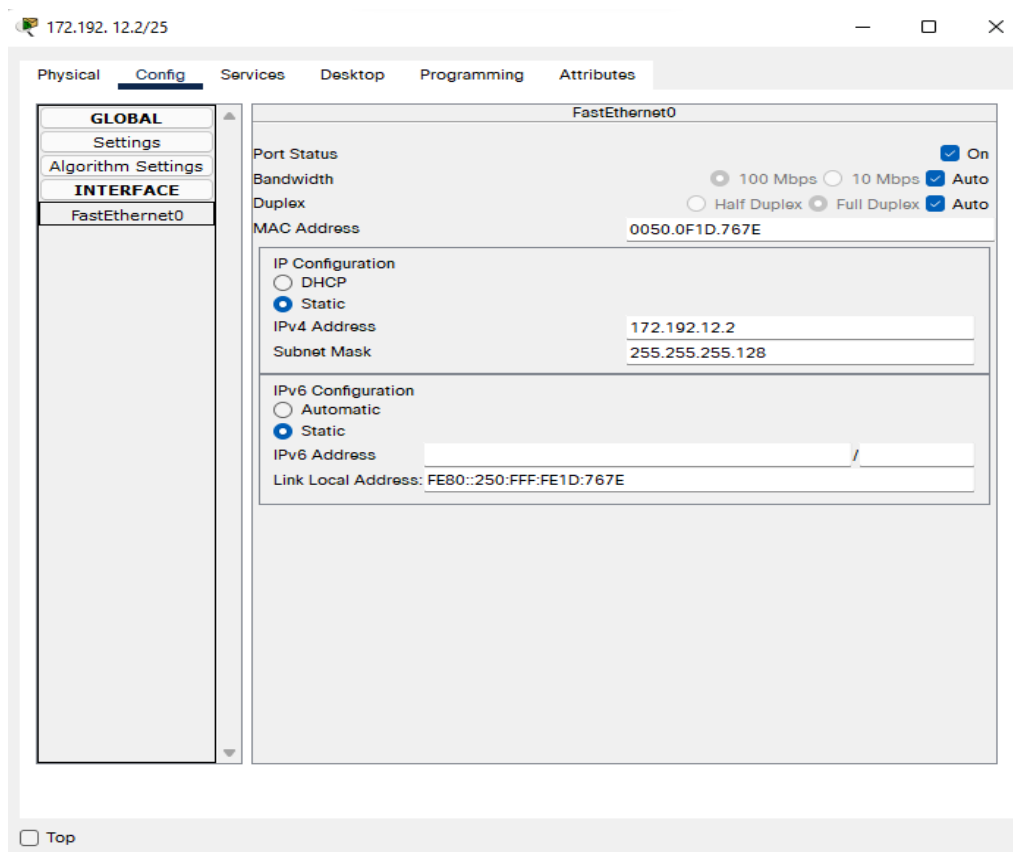 172.192. 12.2/25
Physical Config Services Desktop Programming Attributes
GLOBAL
Settings
Algorithm Settings
INTERFACE
FastEthernet0
FastEthernet0
Port Status On
Bandwidth 100 Mbps 10 Mbps Auto
Duplex Half Duplex Full Duplex Auto
MAC Address 0050.0F1D.767E
IP Configuration
DHCP
Static
IPv4 Address 172.192.12.2
Subnet Mask 255.255.255.128
IPv6 Configuration
Automatic
Static
IPv6 Address /
Link Local Address: FE80::250:FFF:FE1D:767E
Top